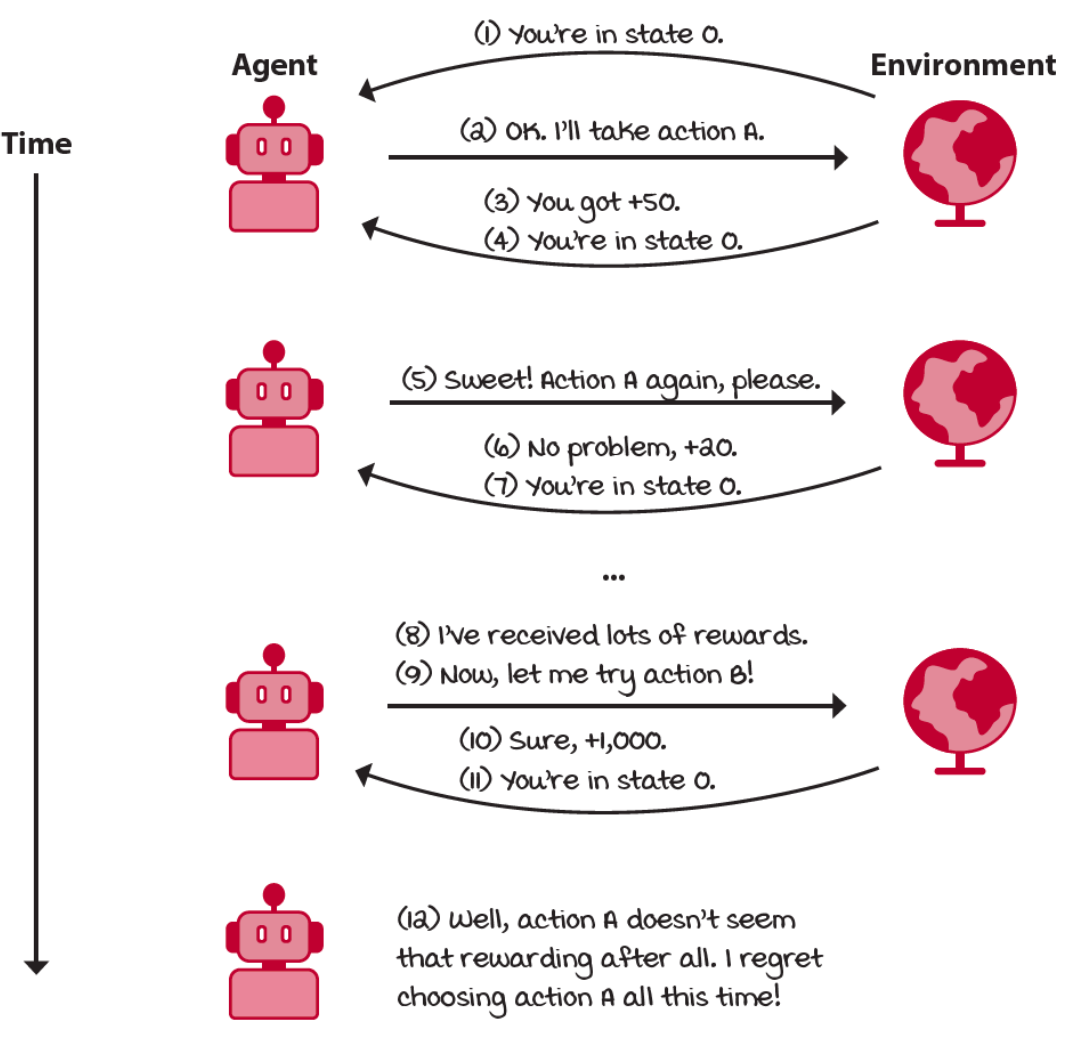 (1) You're in state 0.
Agent
Environment
Time
(2) OK. I'll take action A.
(3) You got +50.
(4) You're in state 0.
(5) Sweet! Action A again, please.
(6) No problem, +20.
(7) You're in state 0.
...
(8) I've received lots of rewards.
(9) Now, let me try action B!
(10) Sure, +1,000.
(11) You're in state 0.
(12) Well, action A doesn't seem
that rewarding after all. I regret
choosing action A all this time!